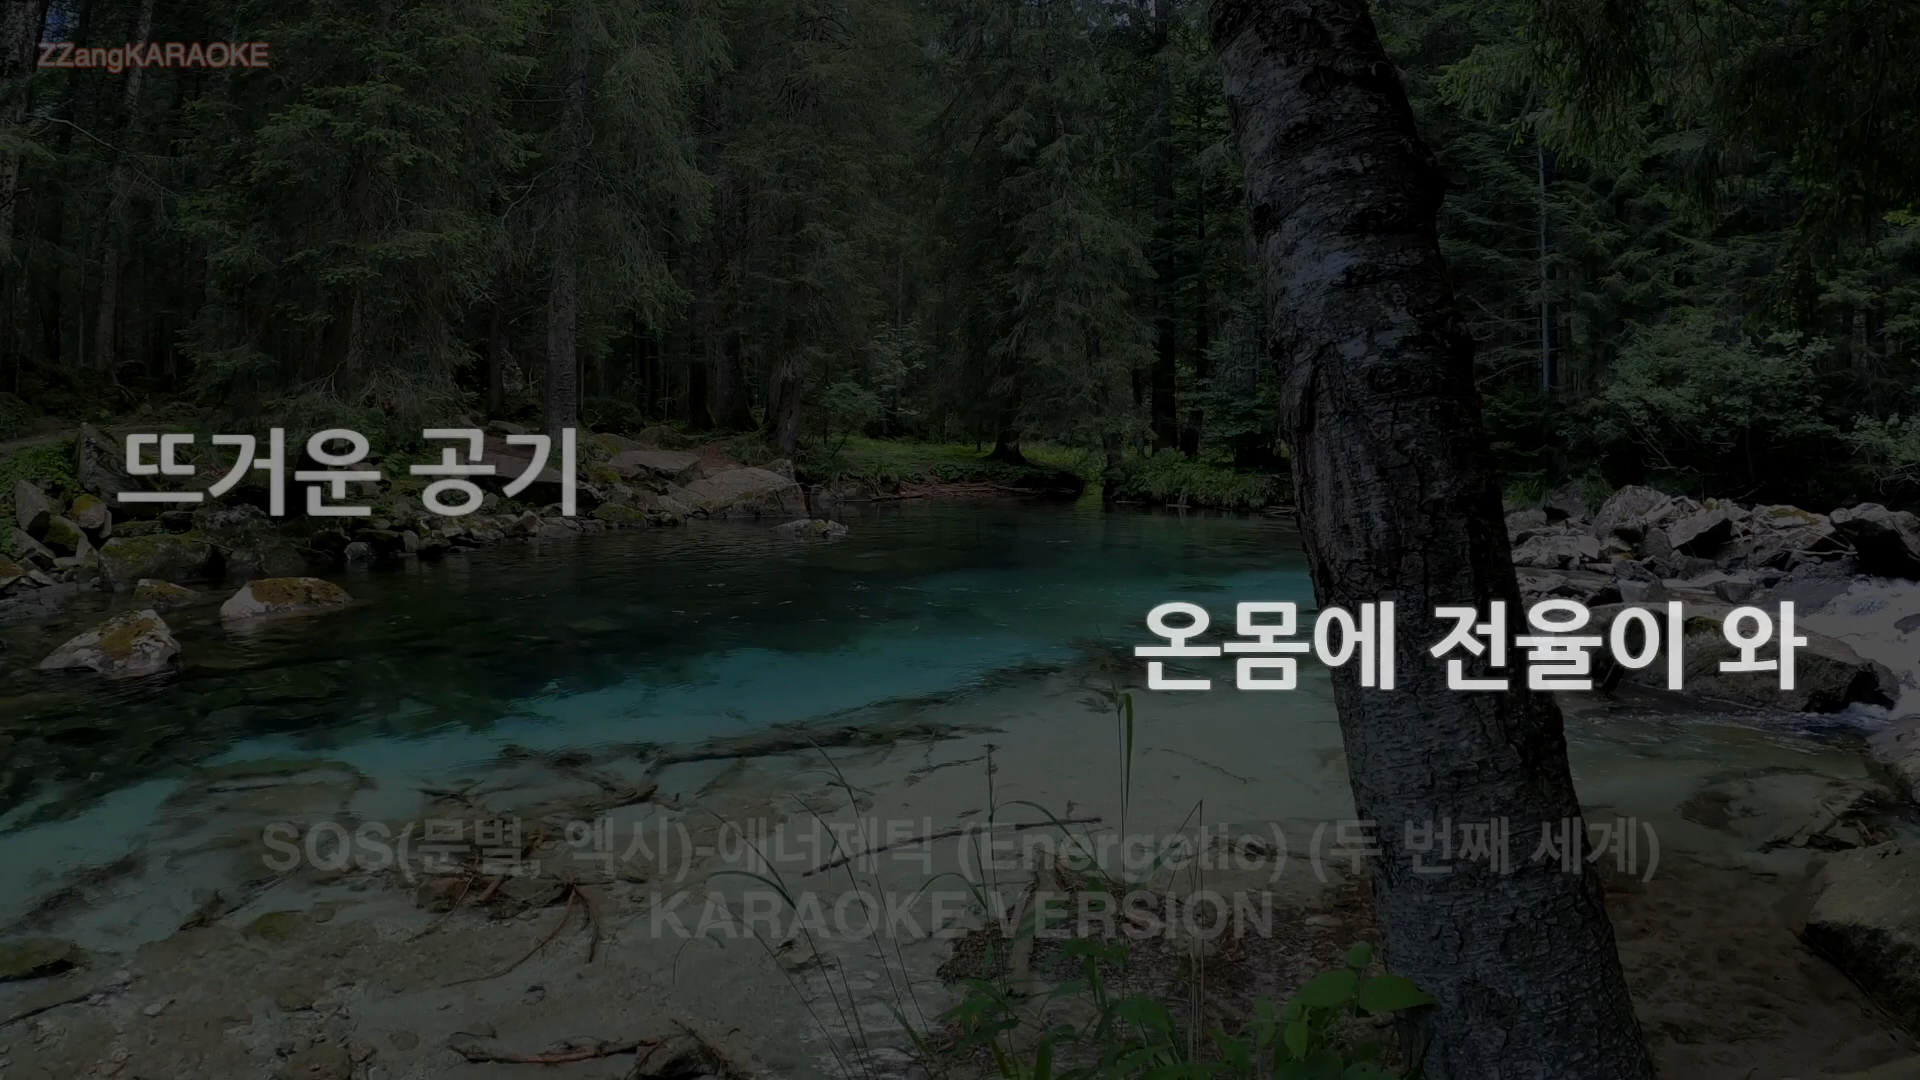 ZZangKARAOKE
뜨거운 공기
온몸에 전율이 와
SQS(문별, 엑시)-에너제틱 (Energetic) (두 번째 세계)
KARAOKE VERSION